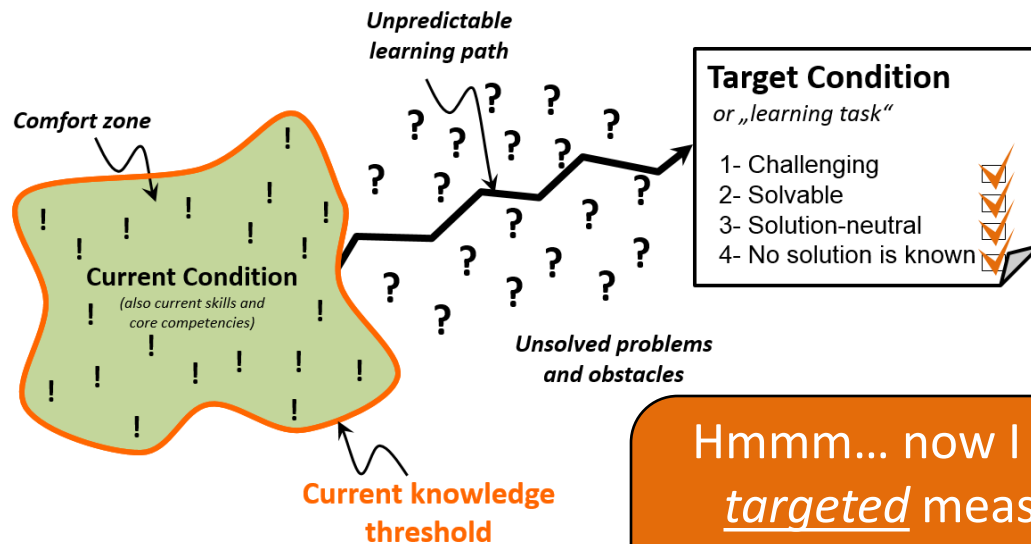 Unpredictable
learning path
Comfort zone
Target Condition
or „learning task“
1- Challenging
2- Solvable
3- Solution-neutral
4- No solution is known
Current Condition
(also current skills and
core competencies)
Unsolved problems
and obstacles
Current knowledge
threshold
Hmmm... now I
targeted meas